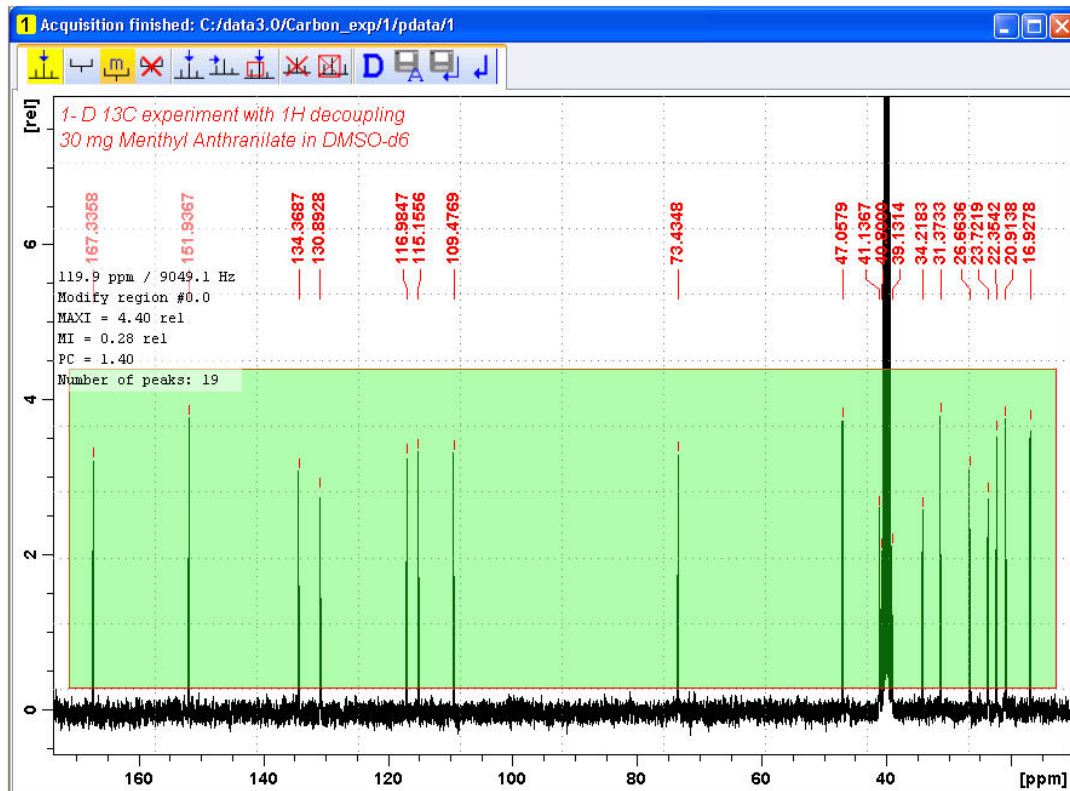 1 Acquisition finished: C:/data3.0/Carbon_exp/1/pdata/1
m D A
[rel]
1- D 13C experiment with 1H decoupling
30 mg Menthyl Anthranilate in DMSO-d6
167.3358 151.9367 134.3687 130.8928 116.9847 115.1556 109.4769 73.4348 47.0579 41.1367 39.1314 34.2183 31.3733 26.6636 23.7219 22.3542 20.9138 16.9278
119.9 ppm / 9049.1 Hz
Modify region #0.0
MAXI = 4.40 rel
MI = 0.28 rel
PC = 1.40
Number of peaks: 19
6
4
2
0
160 140 120 100 80 60 40 [ppm]